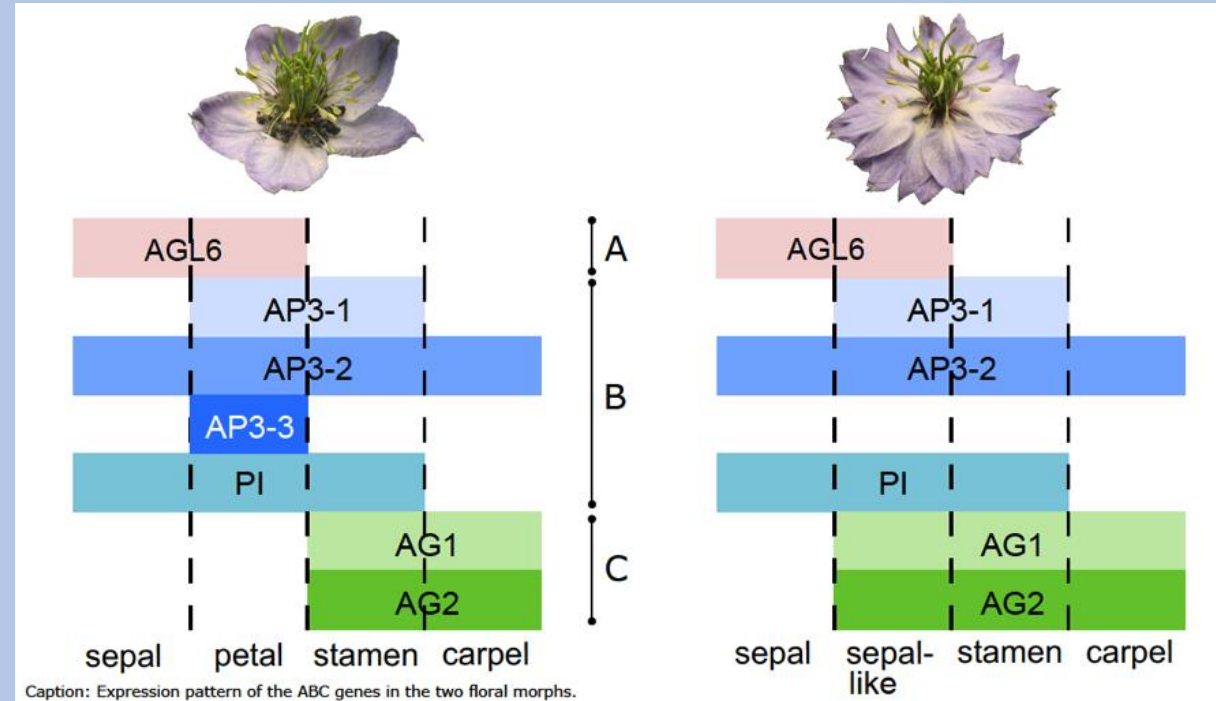 AGL6
AP3-1
AP3-2
AP3-3
PI
AG1
AG2
sepal petal stamen carpel
A
B
C
AGL6
AP3-1
AP3-2
PI
AG1
AG2
sepal sepal-like stamen carpel
Caption: Expression pattern of the ABC genes in the two floral morphs.